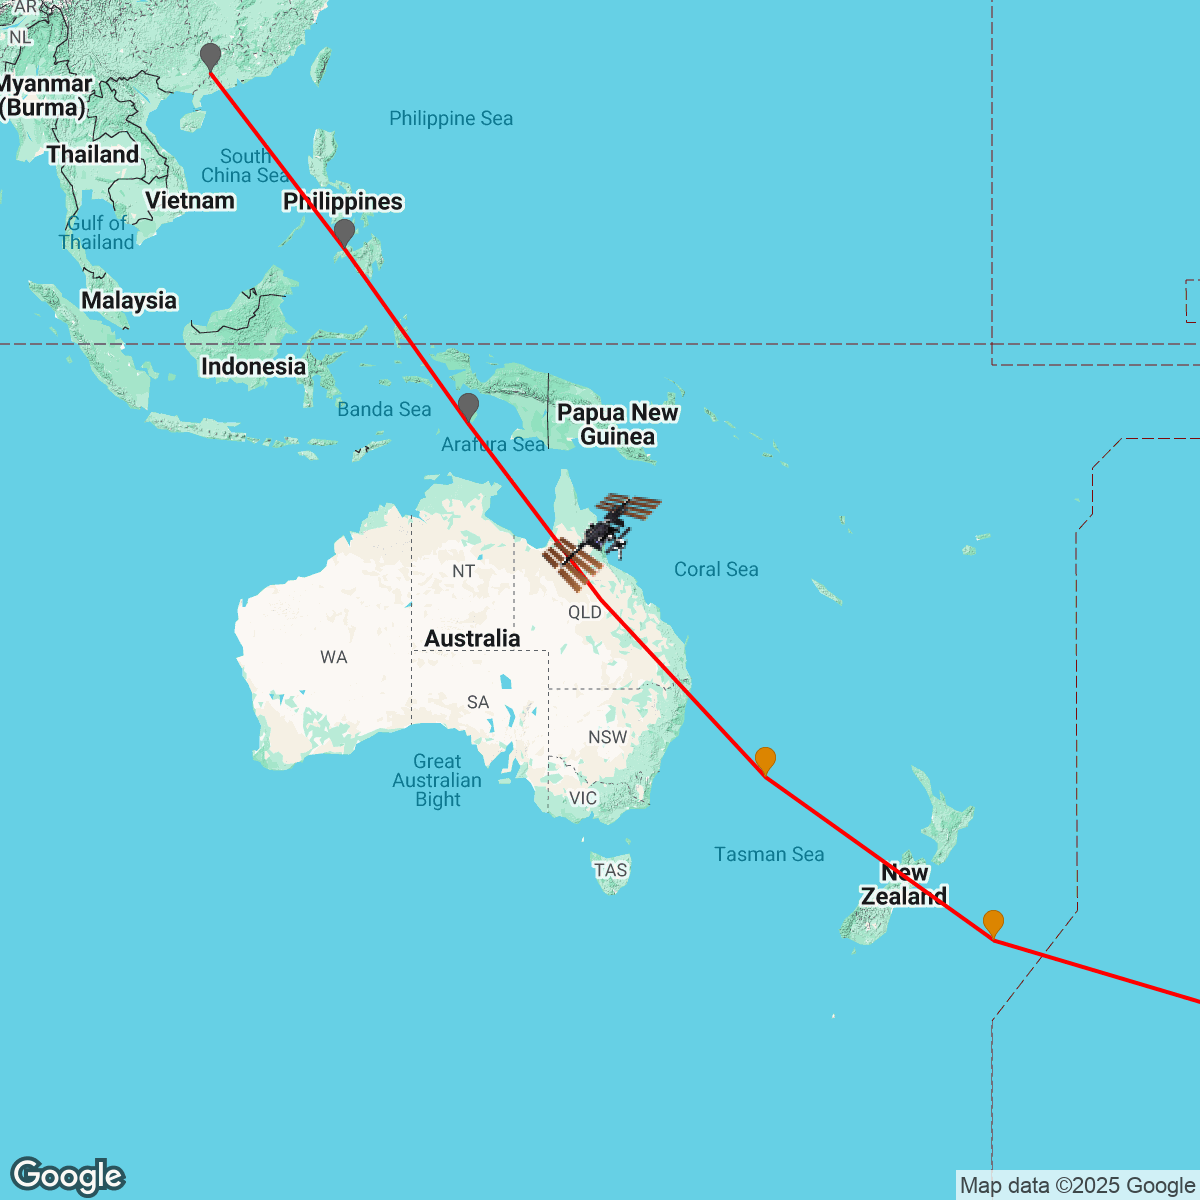 AR
NL
Myanmar
(Burma)
Philippine Sea
Thailand
South
China Sea
Vietnam
Philippines
Gulf of
Thailand
Malaysia
Indonesia
Banda Sea
Papua New
Guinea
Arafura Sea
NT
Coral Sea
QLD
Australia
WA
SA
NSW
Great
Australian
Bight
VIC
Tasman Sea
TAS
New
Zealand
Google
Map data ©2025 Google